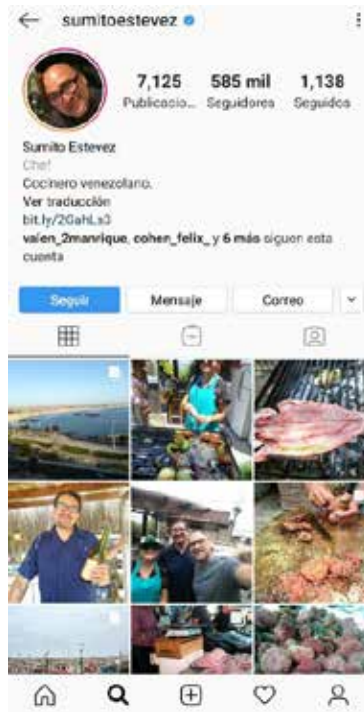 sumitoestevez
7,125 585 mil 1,138
Publicacio... Seguidores Seguidos
Sumito Estevez
Chef
Cocinero venezolano.
Ver traducción
bit.ly/2GahLs3
vaien_2manrique, cohen_felix_ y 6 más siguen esta
cuenta
Seguir Mensaje Correo